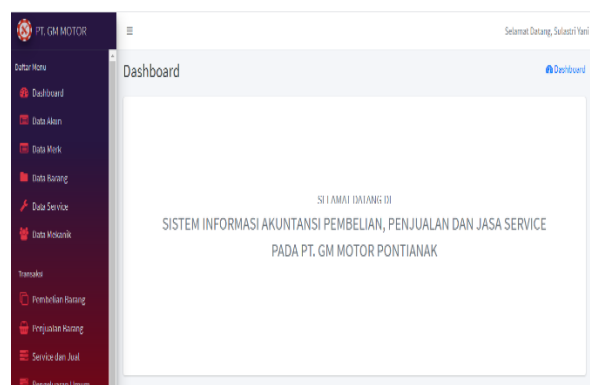 PT. GM MOTOR
Selamat Datang, Sulastri Yani
Daftar Menu
Dashboard
Dashboard
Dashboard
Data Akun
Data Merk
Data Barang
Data Service
Data Mekanik
SELAMAT DATANG DI
SISTEM INFORMASI AKUNTANSI PEMBELIAN, PENJUALAN DAN JASA SERVICE
PADA PT. GM MOTOR PONTIANAK
Transaksi
Pembelian Barang
Penjualan Barang
Service dan Jual
Pengeluaran Umum